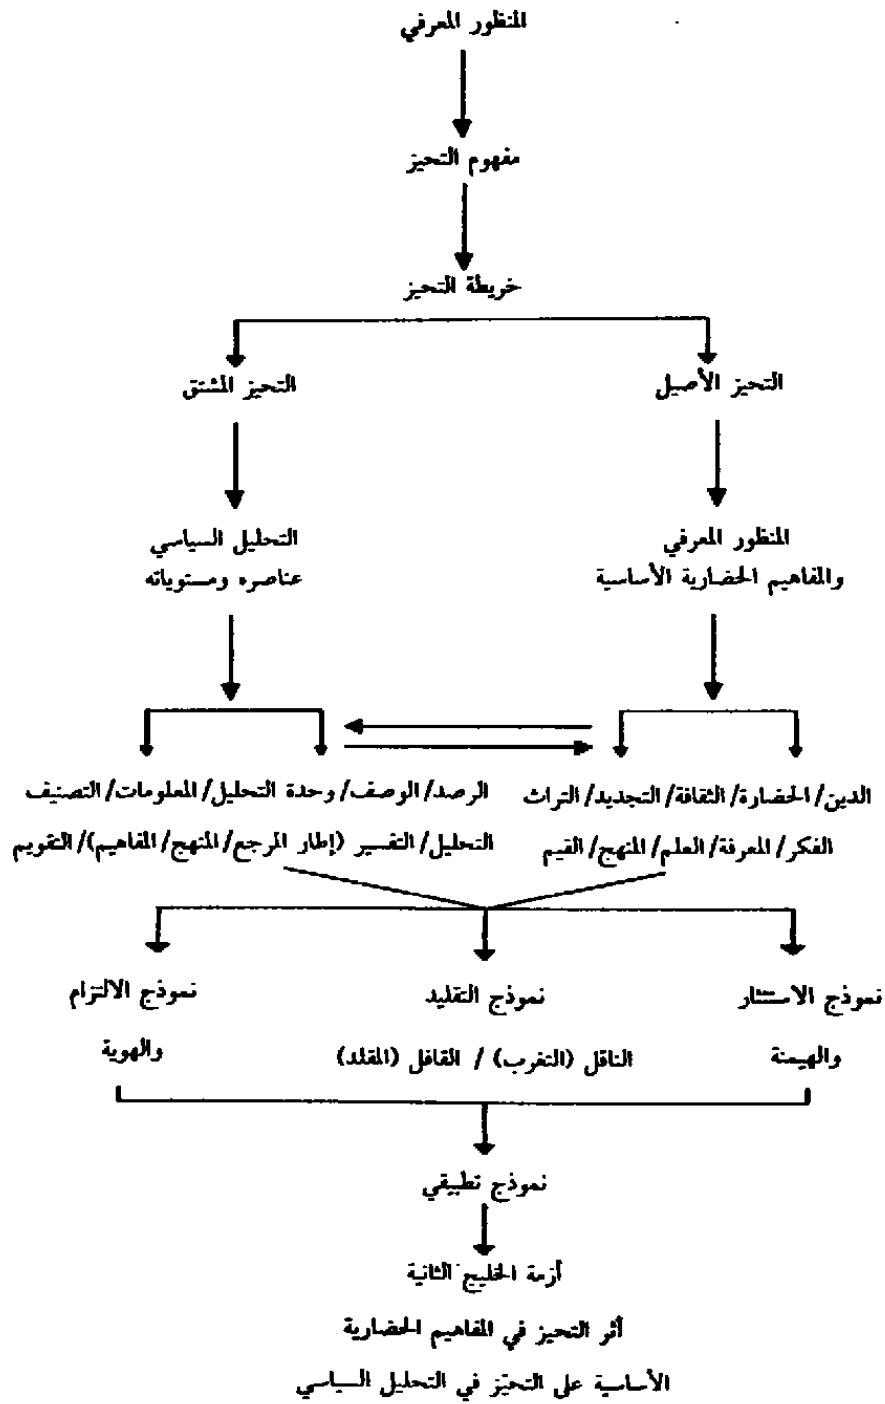 المنظور المعرفي
مفهوم التحيز
خريطة التحيز
التحيز الأصيل
التحيز المشتق
المنظور المعرفي
والمفاهيم الحضارية الأساسية
التحليل السياسي
عناصره ومستوياته
الدين/الحضارة/الثقافة/التجديد/التراث
الفكر/المعرفة/العلم/المنهج/القيم
الرصد/الوصف/وحدة التحليل/المعلومات/التصنيف
التحليل/التفسير (إطار المرجع/المنهج/المفاهيم)/التقويم
نموذج الاستئثار
والهيمنة
نموذج التقليد
الناقل (التغرب) / القافل (المقلد)
نموذج الالتزام
والهوية
نموذج تطبيقي
أزمة الخليج الثانية
أثر التحيز في المفاهيم الحضارية
الأساسية على التحيّز في التحليل السياسي